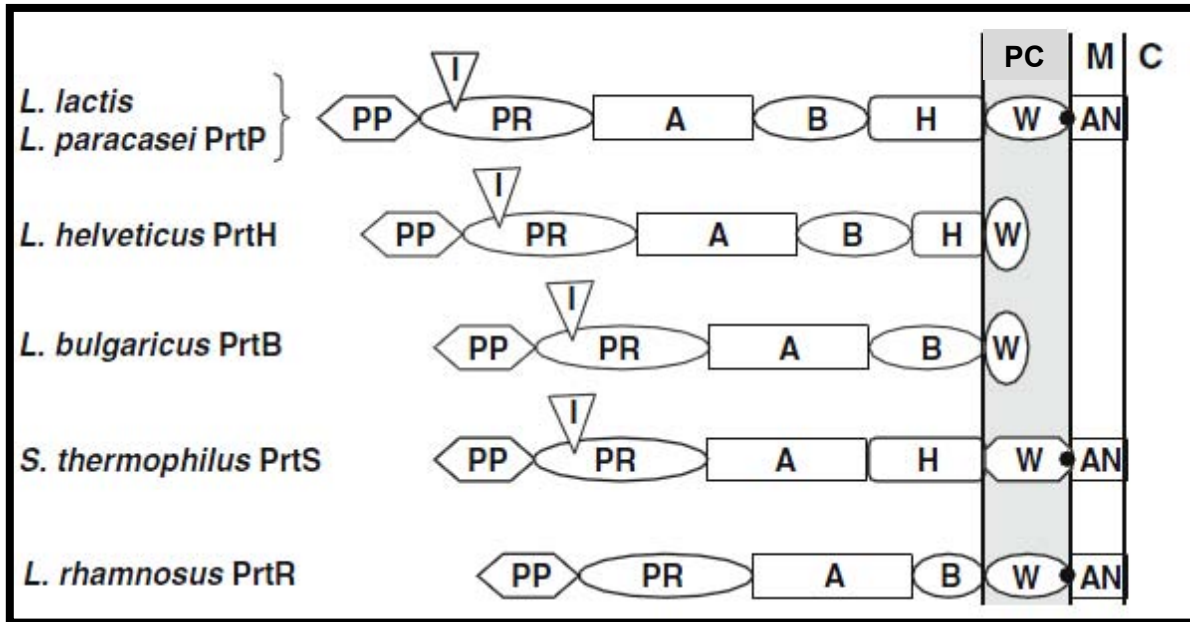 PC M C
I
L. lactis
L. paracasei PrtP
PP PR A B H W AN
I
L. helveticus PrtH PP PR A B H W
I
L. bulgaricus PrtB PP PR A B W
I
S. thermophilus PrtS PP PR A H W AN
L. rhamnosus PrtR PP PR A B W AN